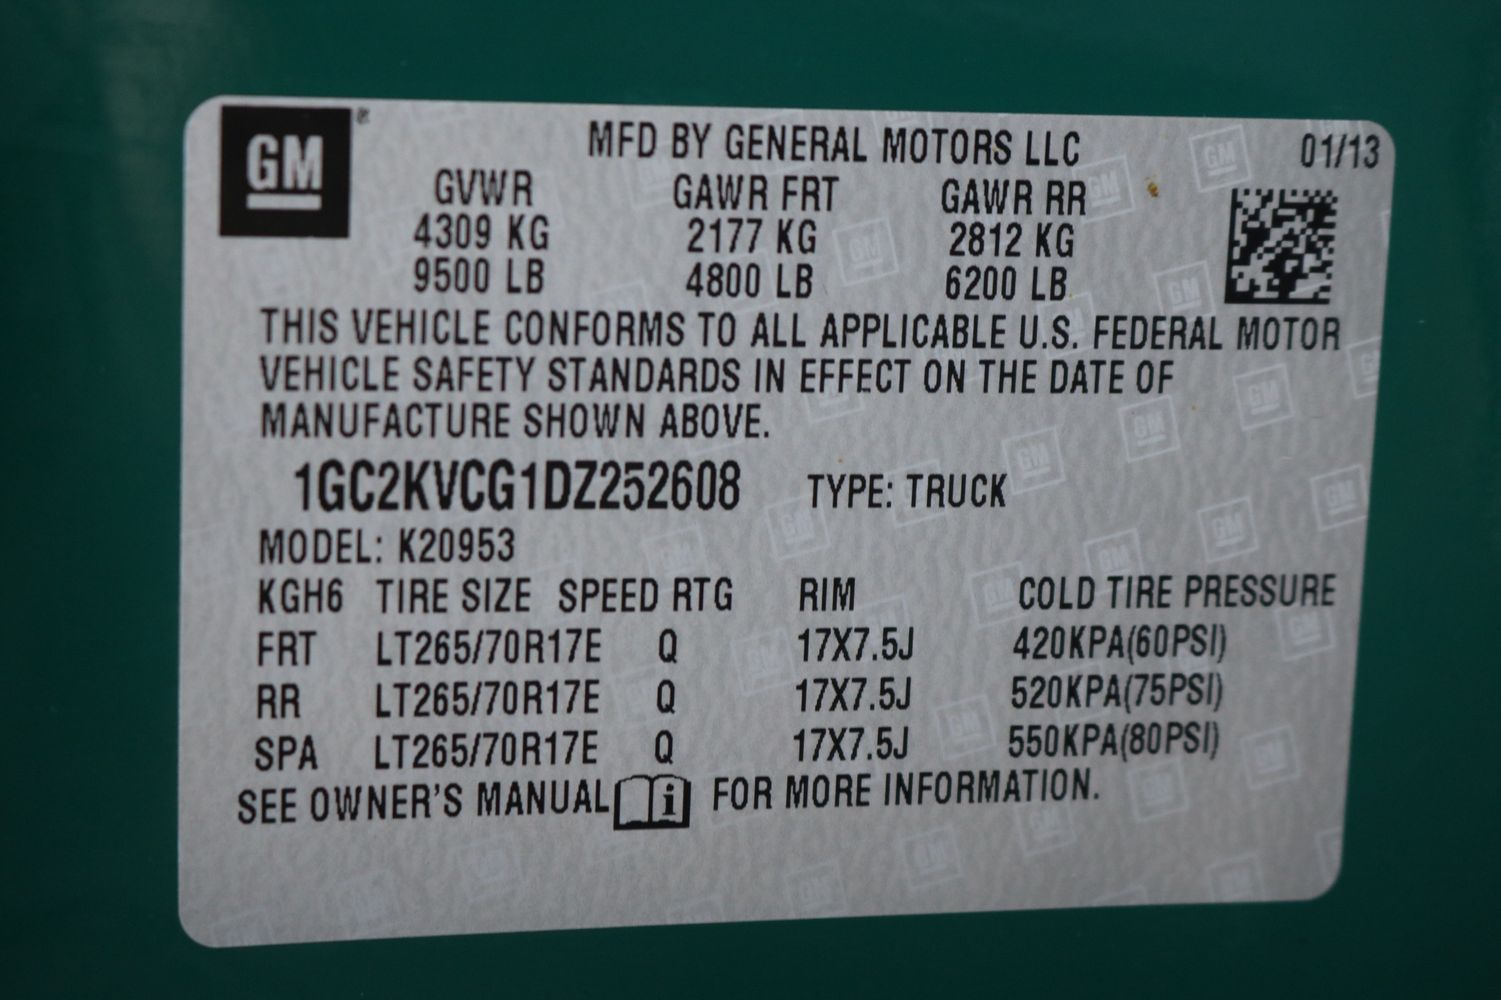 GM ®
MFD BY GENERAL MOTORS LLC 01/13
GVWR GAWR FRT GAWR RR
4309 KG 2177 KG 2812 KG
9500 LB 4800 LB 6200 LB
THIS VEHICLE CONFORMS TO ALL APPLICABLE U.S. FEDERAL MOTOR
VEHICLE SAFETY STANDARDS IN EFFECT ON THE DATE OF
MANUFACTURE SHOWN ABOVE.
1GC2KVCG1DZ252608 TYPE: TRUCK
MODEL: K20953
KGH6 TIRE SIZE SPEED RTG RIM COLD TIRE PRESSURE
FRT LT265/70R17E Q 17X7.5J 420KPA(60PSI)
RR LT265/70R17E Q 17X7.5J 520KPA(75PSI)
SPA LT265/70R17E Q 17X7.5J 550KPA(80PSI)
SEE OWNER'S MANUAL i FOR MORE INFORMATION.